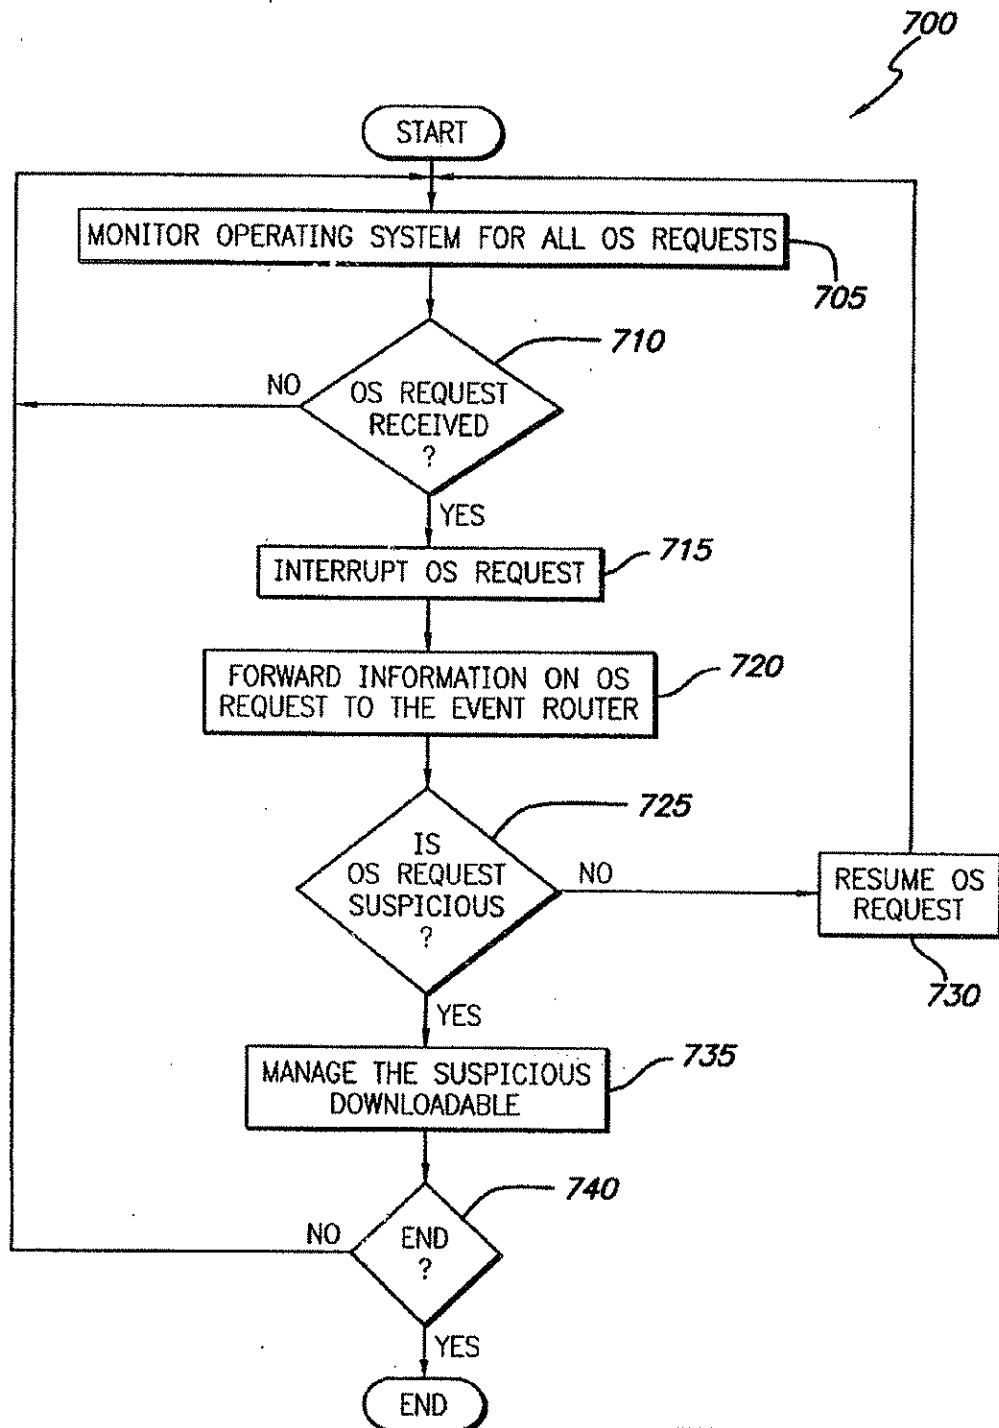 700
START
MONITOR OPERATING SYSTEM FOR ALL OS REQUESTS
705
710
NO
OS REQUEST
RECEIVED
?
YES
INTERRUPT OS REQUEST
715
FORWARD INFORMATION ON OS
REQUEST TO THE EVENT ROUTER
720
725
IS
OS REQUEST
SUSPICIOUS
?
NO
RESUME OS
REQUEST
730
YES
MANAGE THE SUSPICIOUS
DOWNLOADABLE
735
740
NO
END
?
YES
END